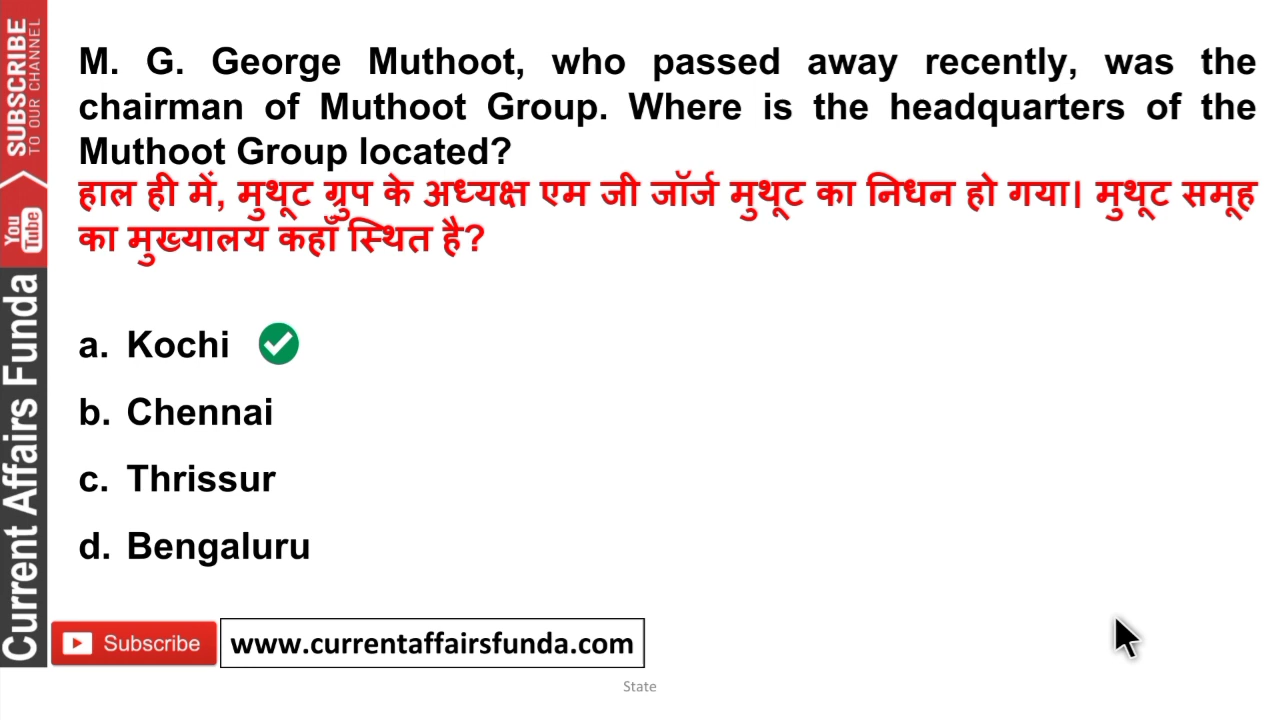 M. G. George Muthoot, who passed away recently, was the
chairman of Muthoot Group. Where is the headquarters of the
Muthoot Group located?
हाल ही में, मुथूट ग्रुप के अध्यक्ष एम जी जॉर्ज मुथूट का निधन हो गया। मुथूट समूह
का मुख्यालय कहाँ स्थित है?
a. Kochi
b. Chennai
c. Thrissur
d. Bengaluru
SUBSCRIBE
TO OUR CHANNEL
You
Tube
Current Affairs Funda
Subscribe
www.currentaffairsfunda.com
State